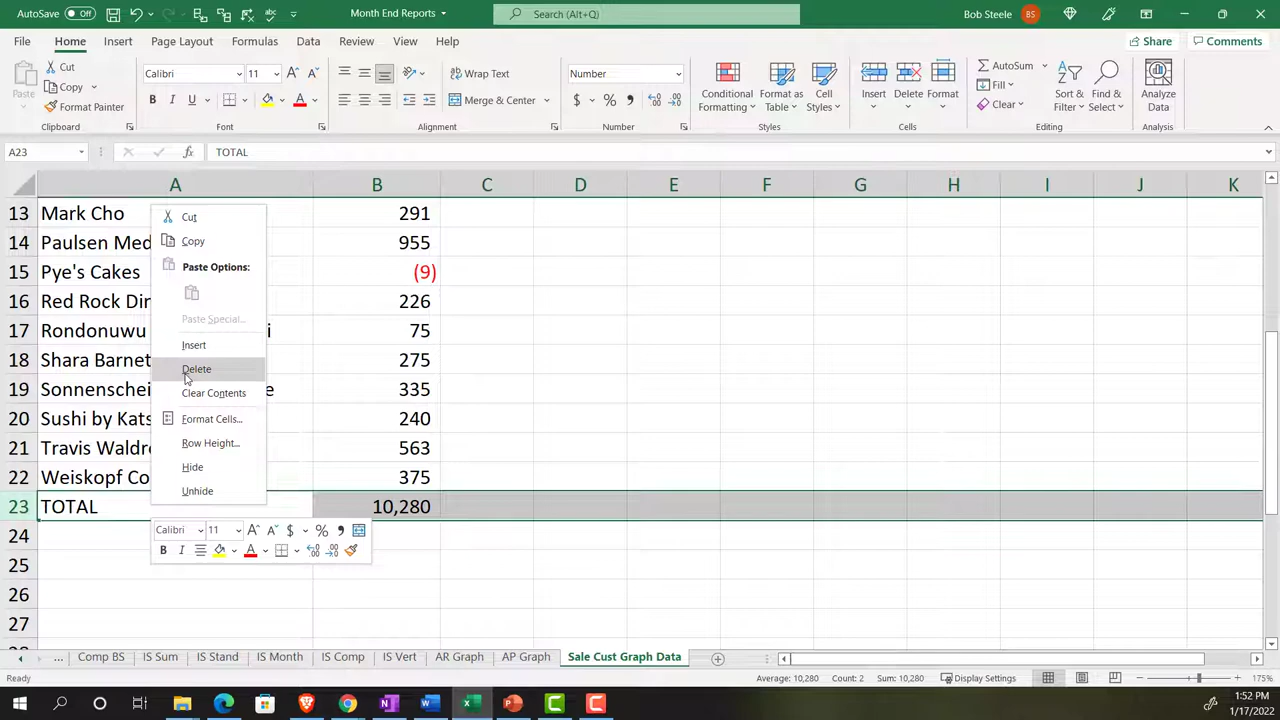 AutoSave Off Month End Reports Search (Alt+Q) Bob Steele BS
File Home Insert Page Layout Formulas Data Review View Help Share Comments
Paste Cut Copy Format Painter Clipboard
Calibri 11 B I U A Font
Wrap Text Merge & Center Alignment
Number $ % , Number
Conditional Formatting Format as Table Cell Styles Styles
Insert Delete Format Cells
AutoSum Fill Clear Sort & Filter Find & Select Editing
Analyze Data Analysis
A23 fx TOTAL
A B C D E F G H I J K
13 Mark Cho 291
14 Paulsen Med 955
15 Pye's Cakes (9)
16 Red Rock Dir 226
17 Rondonuwu i 75
18 Shara Barnet 275
19 Sonnenschei e 335
20 Sushi by Kats 240
21 Travis Waldr 563
22 Weiskopf Co 375
23 TOTAL 10,280
24
25
26
27
Cut
Copy
Paste Options:
Paste Special...
Insert
Delete
Clear Contents
Format Cells...
Row Height...
Hide
Unhide
Calibri 11 A A $ % ,
B I A
... Comp BS IS Sum IS Stand IS Month IS Comp IS Vert AR Graph AP Graph Sale Cust Graph Data
Ready Average: 10,280 Count: 2 Sum: 10,280 Display Settings 175%
1:52 PM
1/17/2022